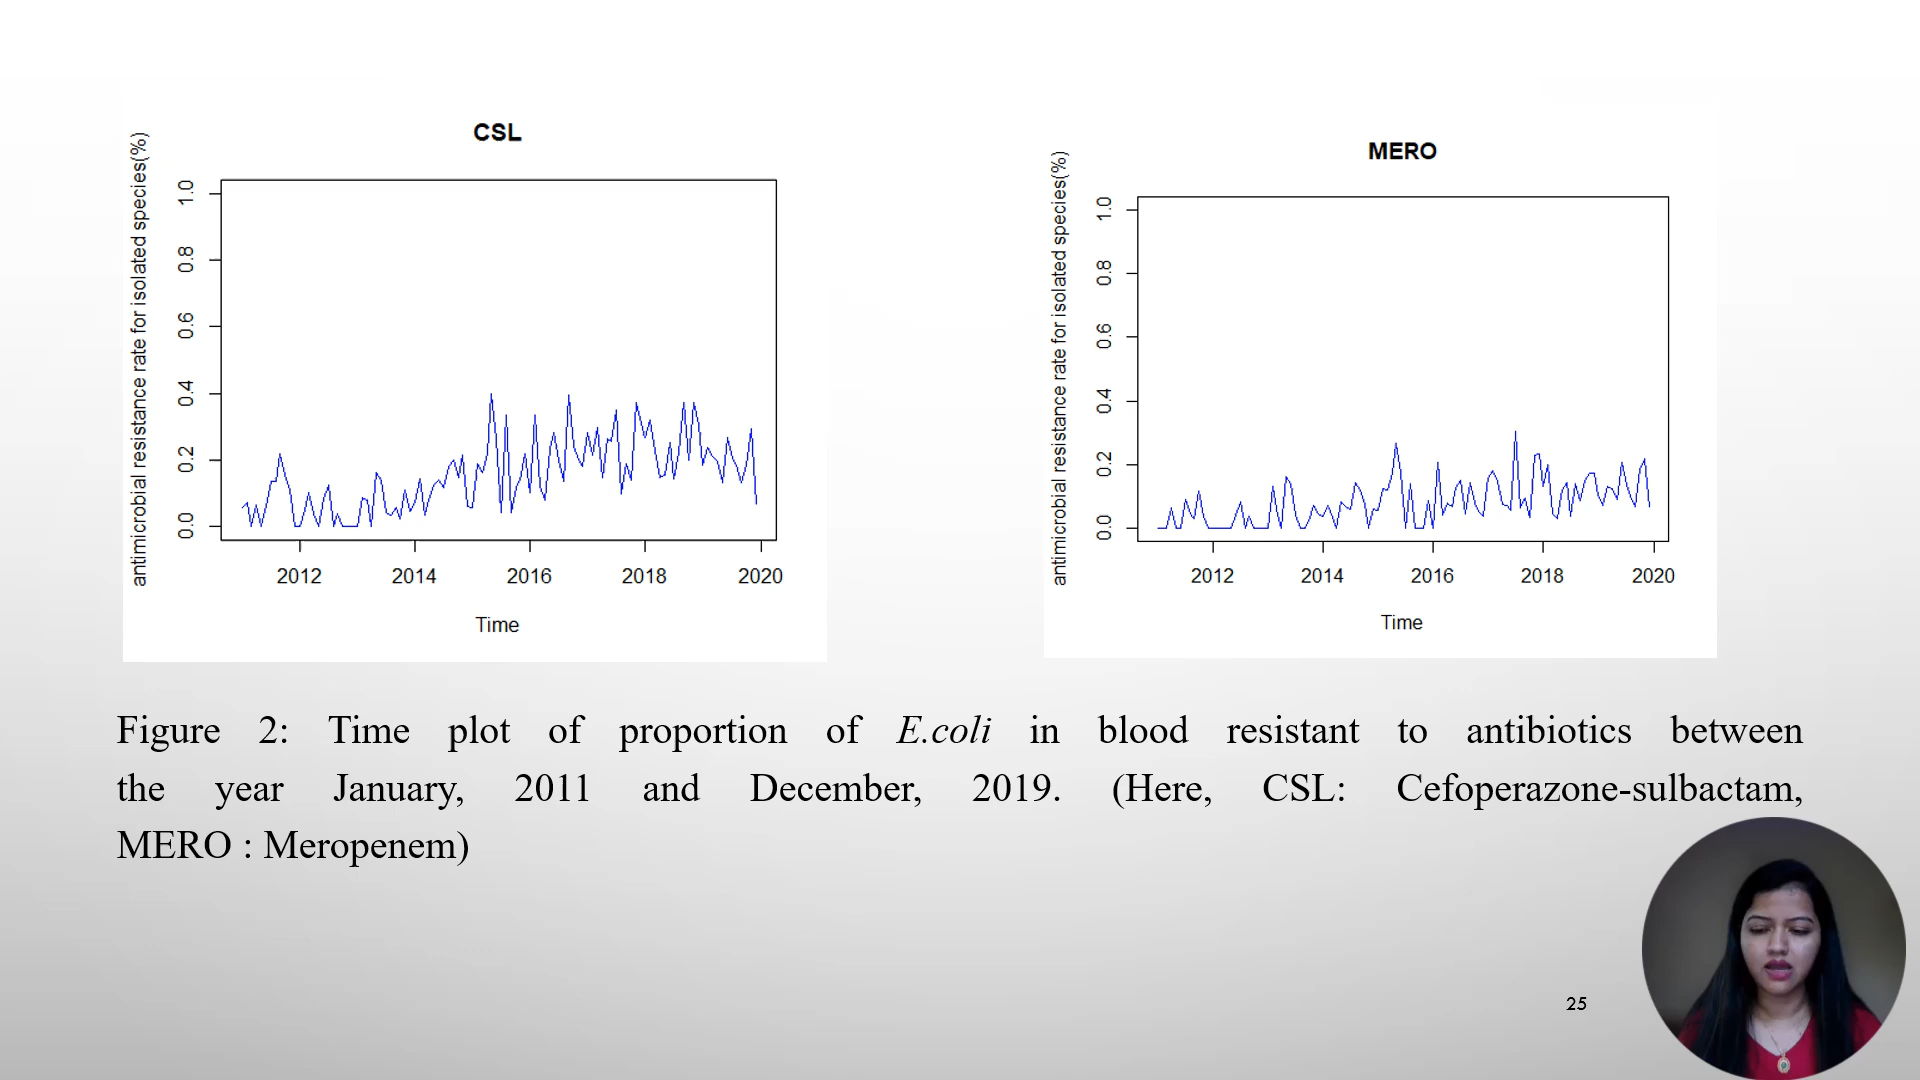 CSL
antimicrobial resistance rate for isolated species(%)
1.0
0.8
0.6
0.4
0.2
0.0
2012 2014 2016 2018 2020
Time
MERO
antimicrobial resistance rate for isolated species(%)
1.0
0.8
0.6
0.4
0.2
0.0
2012 2014 2016 2018 2020
Time
Figure 2: Time plot of proportion of E.coli in blood resistant to antibiotics between
the year January, 2011 and December, 2019. (Here, CSL: Cefoperazone-sulbactam,
MERO : Meropenem)
25